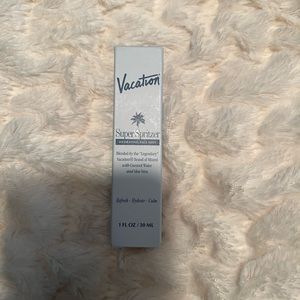 Vacation
Super Spritzer
HYDRATING FACE MIST
Blended by the "Legendary"
Vacation® Brand of Miami
with Coconut Water
and Aloe Vera
Refresh · Hydrate · Calm
1 FL OZ / 30 ML